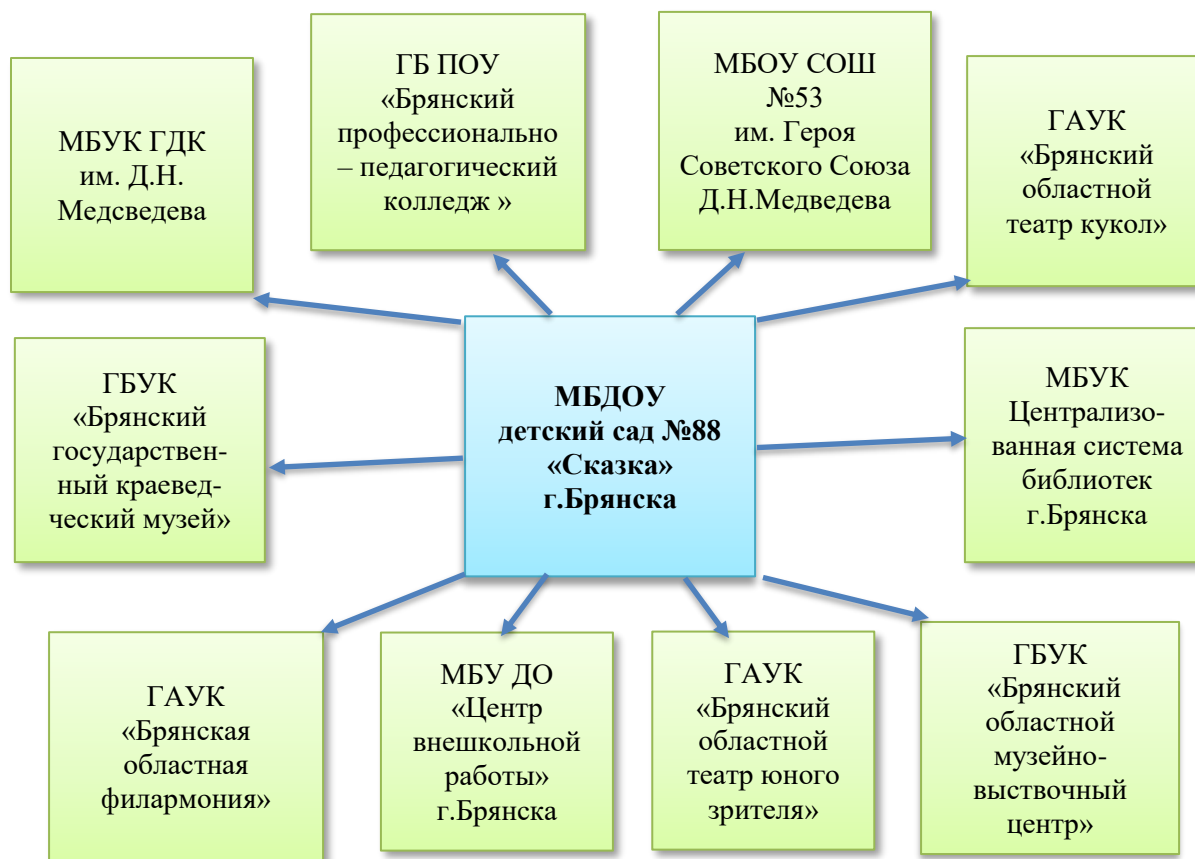 МБУК ГДК
им. Д.Н.
Медсведева
ГБ ПОУ
«Брянский
профессионально
– педагогический
колледж »
МБОУ СОШ
№53
им. Героя
Советского Союза
Д.Н.Медведева
ГАУК
«Брянский
областной
театр кукол»
ГБУК
«Брянский
государствен-
ный краевед-
ческий музей»
МБДОУ
детский сад №88
«Сказка»
г.Брянска
МБУК
Централизо-
ванная система
библиотек
г.Брянска
ГАУК
«Брянская
областная
филармония»
МБУ ДО
«Центр
внешкольной
работы»
г.Брянска
ГАУК
«Брянский
областной
театр юного
зрителя»
ГБУК
«Брянский
областной
музейно-
выствочный
центр»